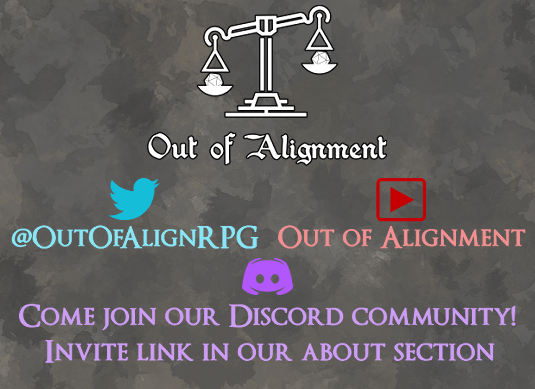 Out of Alignment
@OutOfAlignRPG
Out of Alignment
Come join our Discord community!
Invite link in our about section